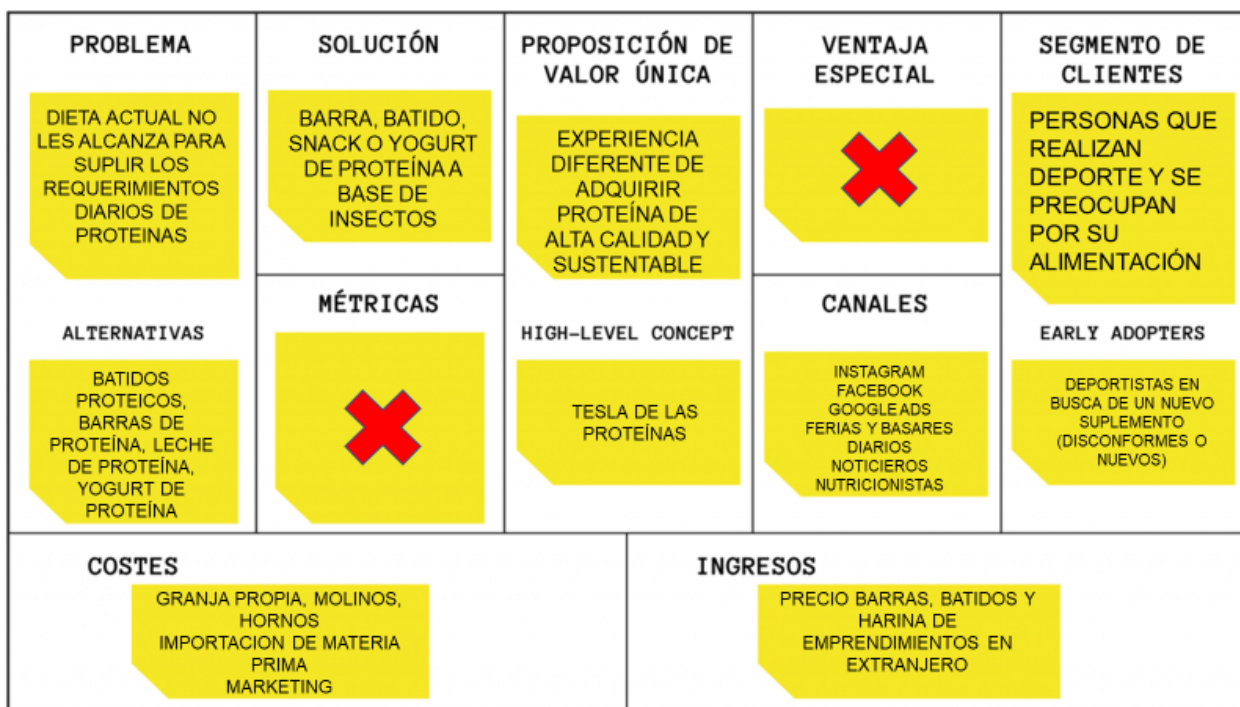 PROBLEMA
DIETA ACTUAL NO
LES ALCANZA PARA
SUPLIR LOS
REQUERIMIENTOS
DIARIOS DE
PROTEINAS
ALTERNATIVAS
BATIDOS
PROTEICOS,
BARRAS DE
PROTEÍNA, LECHE
DE PROTEÍNA,
YOGURT DE
PROTEÍNA
SOLUCIÓN
BARRA, BATIDO,
SNACK O YOGURT
DE PROTEÍNA A
BASE DE
INSECTOS
MÉTRICAS
PROPOSICIÓN DE
VALOR ÚNICA
EXPERIENCIA
DIFERENTE DE
ADQUIRIR
PROTEÍNA DE
ALTA CALIDAD Y
SUSTENTABLE
HIGH-LEVEL CONCEPT
TESLA DE LAS
PROTEÍNAS
VENTAJA
ESPECIAL
CANALES
INSTAGRAM
FACEBOOK
GOOGLE ADS
FERIAS Y BASARES
DIARIOS
NOTICIEROS
NUTRICIONISTAS
SEGMENTO DE
CLIENTES
PERSONAS QUE
REALIZAN
DEPORTE Y SE
PREOCUPAN
POR SU
ALIMENTACIÓN
EARLY ADOPTERS
DEPORTISTAS EN
BUSCA DE UN NUEVO
SUPLEMENTO
(DISCONFORMES O
NUEVOS)
COSTES
GRANJA PROPIA, MOLINOS,
HORNOS
IMPORTACION DE MATERIA
PRIMA
MARKETING
INGRESOS
PRECIO BARRAS, BATIDOS Y
HARINA DE
EMPRENDIMIENTOS EN
EXTRANJERO